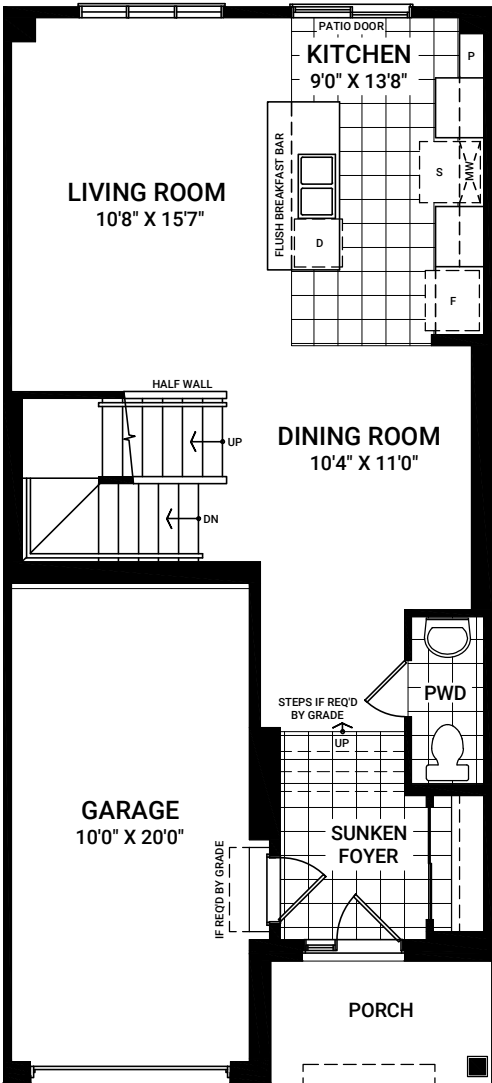 PATIO DOOR
KITCHEN
9'0" X 13'8"
P
FLUSH BREAKFAST BAR
S
MW
LIVING ROOM
10'8" X 15'7"
D
F
HALF WALL
UP
DINING ROOM
10'4" X 11'0"
DN
PWD
STEPS IF REQ'D
BY GRADE
UP
GARAGE
10'0" X 20'0"
SUNKEN
FOYER
IF REQ'D BY GRADE
PORCH